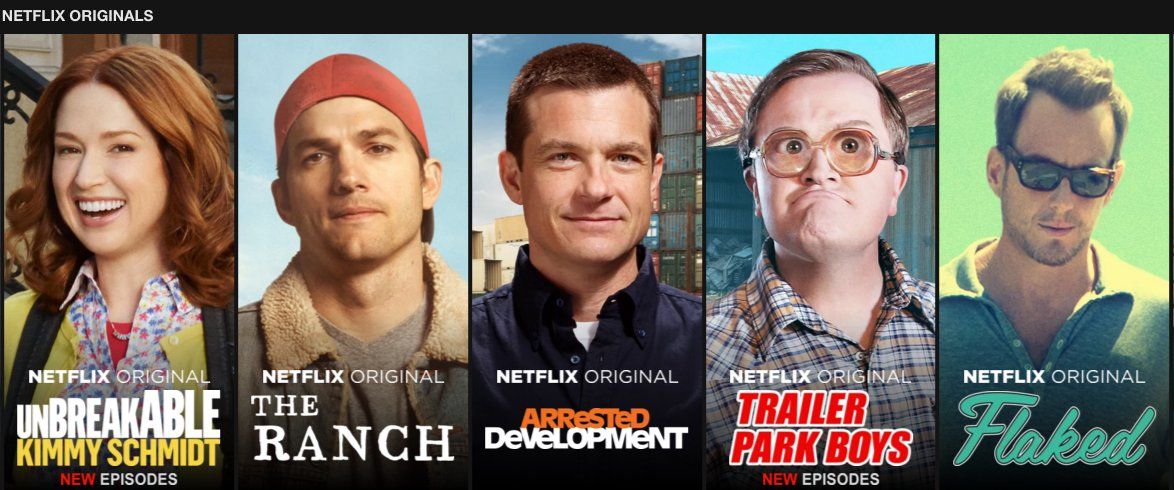 NETFLIX ORIGINALS
NETFLIX ORIGINAL
UNBREAKABLE
KIMMY SCHMIDT
NEW EPISODES
NETFLIX ORIGINAL
THE
RANCH
NETFLIX ORIGINAL
ARReSTeD
DeVeLOPMeNT
NETFLIX ORIGINAL
TRAILER
PARK BOYS
NEW EPISODES
NETFLIX ORIGINAL
Flaked